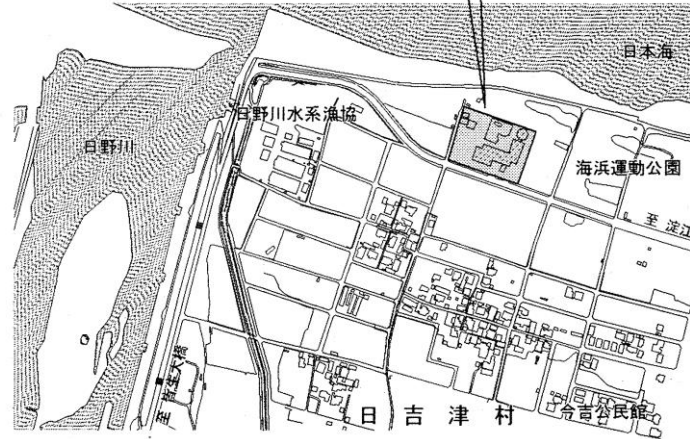 日本海
日野川水系漁協
日野川
海浜運動公園
至 淀江
至 皆生大橋
日吉津村
今吉公民館